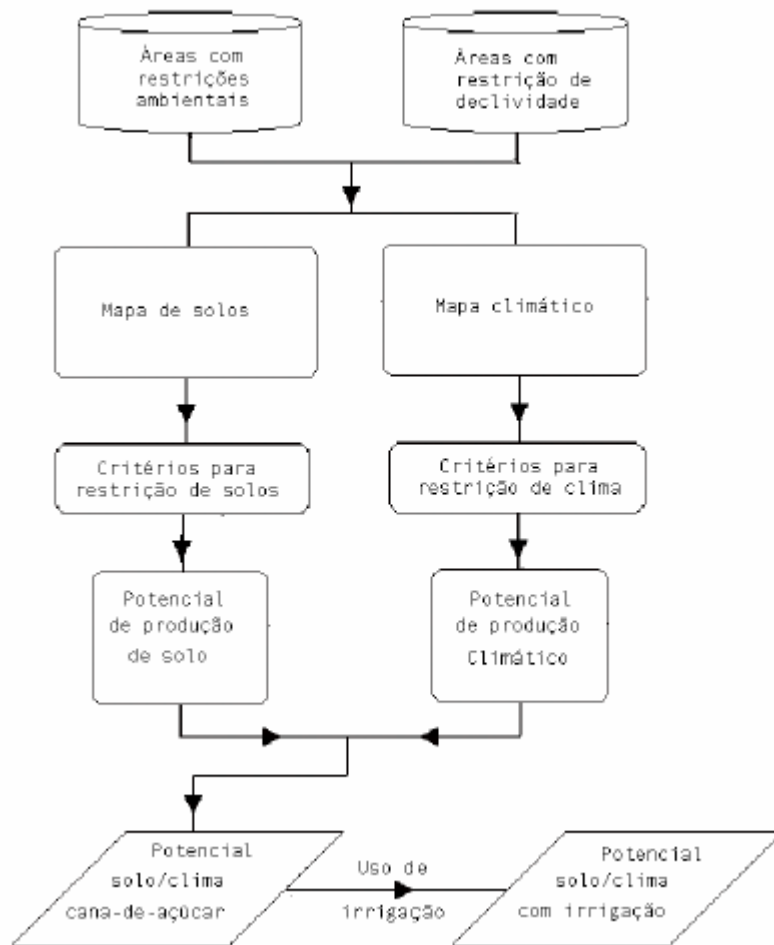 Áreas com
restrições
ambientais
Áreas com
restrição de
declividade
Mapa de solos
Mapa climático
Critérios para
restrição de solos
Critérios para
restrição de clima
Potencial
de produção
de solo
Potencial
de produção
Climático
Potencial
solo/clima
cana-de-açúcar
Uso de
irrigação
Potencial
solo/clima
com irrigação